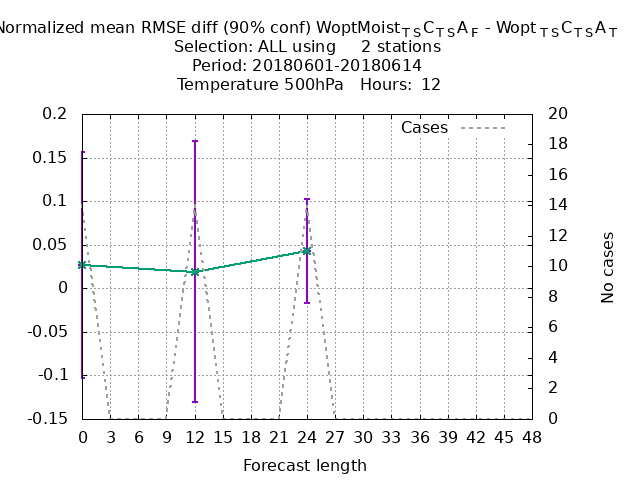 Normalized mean RMSE diff (90% conf) WoptMoist_TSC_TSA_F - Wopt_TSC_TSA_T
Selection: ALL using 2 stations
Period: 20180601-20180614
Temperature 500hPa Hours: 12
Cases
0.2
0.15
0.1
0.05
0
-0.05
-0.1
-0.15
20
18
16
14
12
10
8
6
4
2
0
No cases
0 3 6 9 12 15 18 21 24 27 30 33 36 39 42 45 48
Forecast length